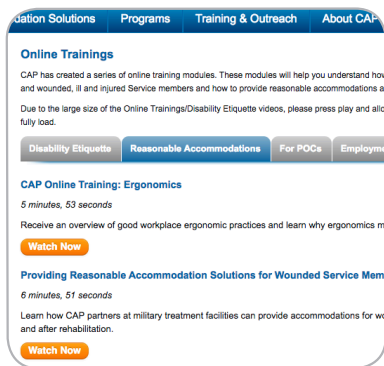 dation Solutions Programs Training & Outreach About CAP
Online Trainings
CAP has created a series of online training modules. These modules will help you understand how
and wounded, ill and injured Service members and how to provide reasonable accommodations a
Due to the large size of the Online Trainings/Disability Etiquette videos, please press play and allo
fully load.
Disability Etiquette Reasonable Accommodations For POCs Employme
CAP Online Training: Ergonomics
5 minutes, 53 seconds
Receive an overview of good workplace ergonomic practices and learn why ergonomics m
Watch Now
Providing Reasonable Accommodation Solutions for Wounded Service Mem
6 minutes, 51 seconds
Learn how CAP partners at military treatment facilities can provide accommodations for wo
and after rehabilitation.
Watch Now